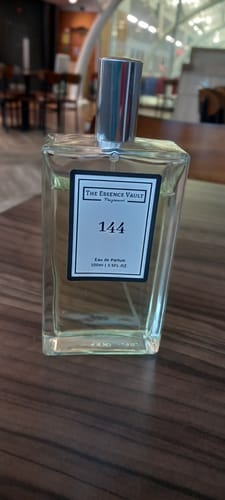 THE ESSENCE VAULT
Fragrances
144
Eau de Parfum
100ml | 3.5FL.OZ.